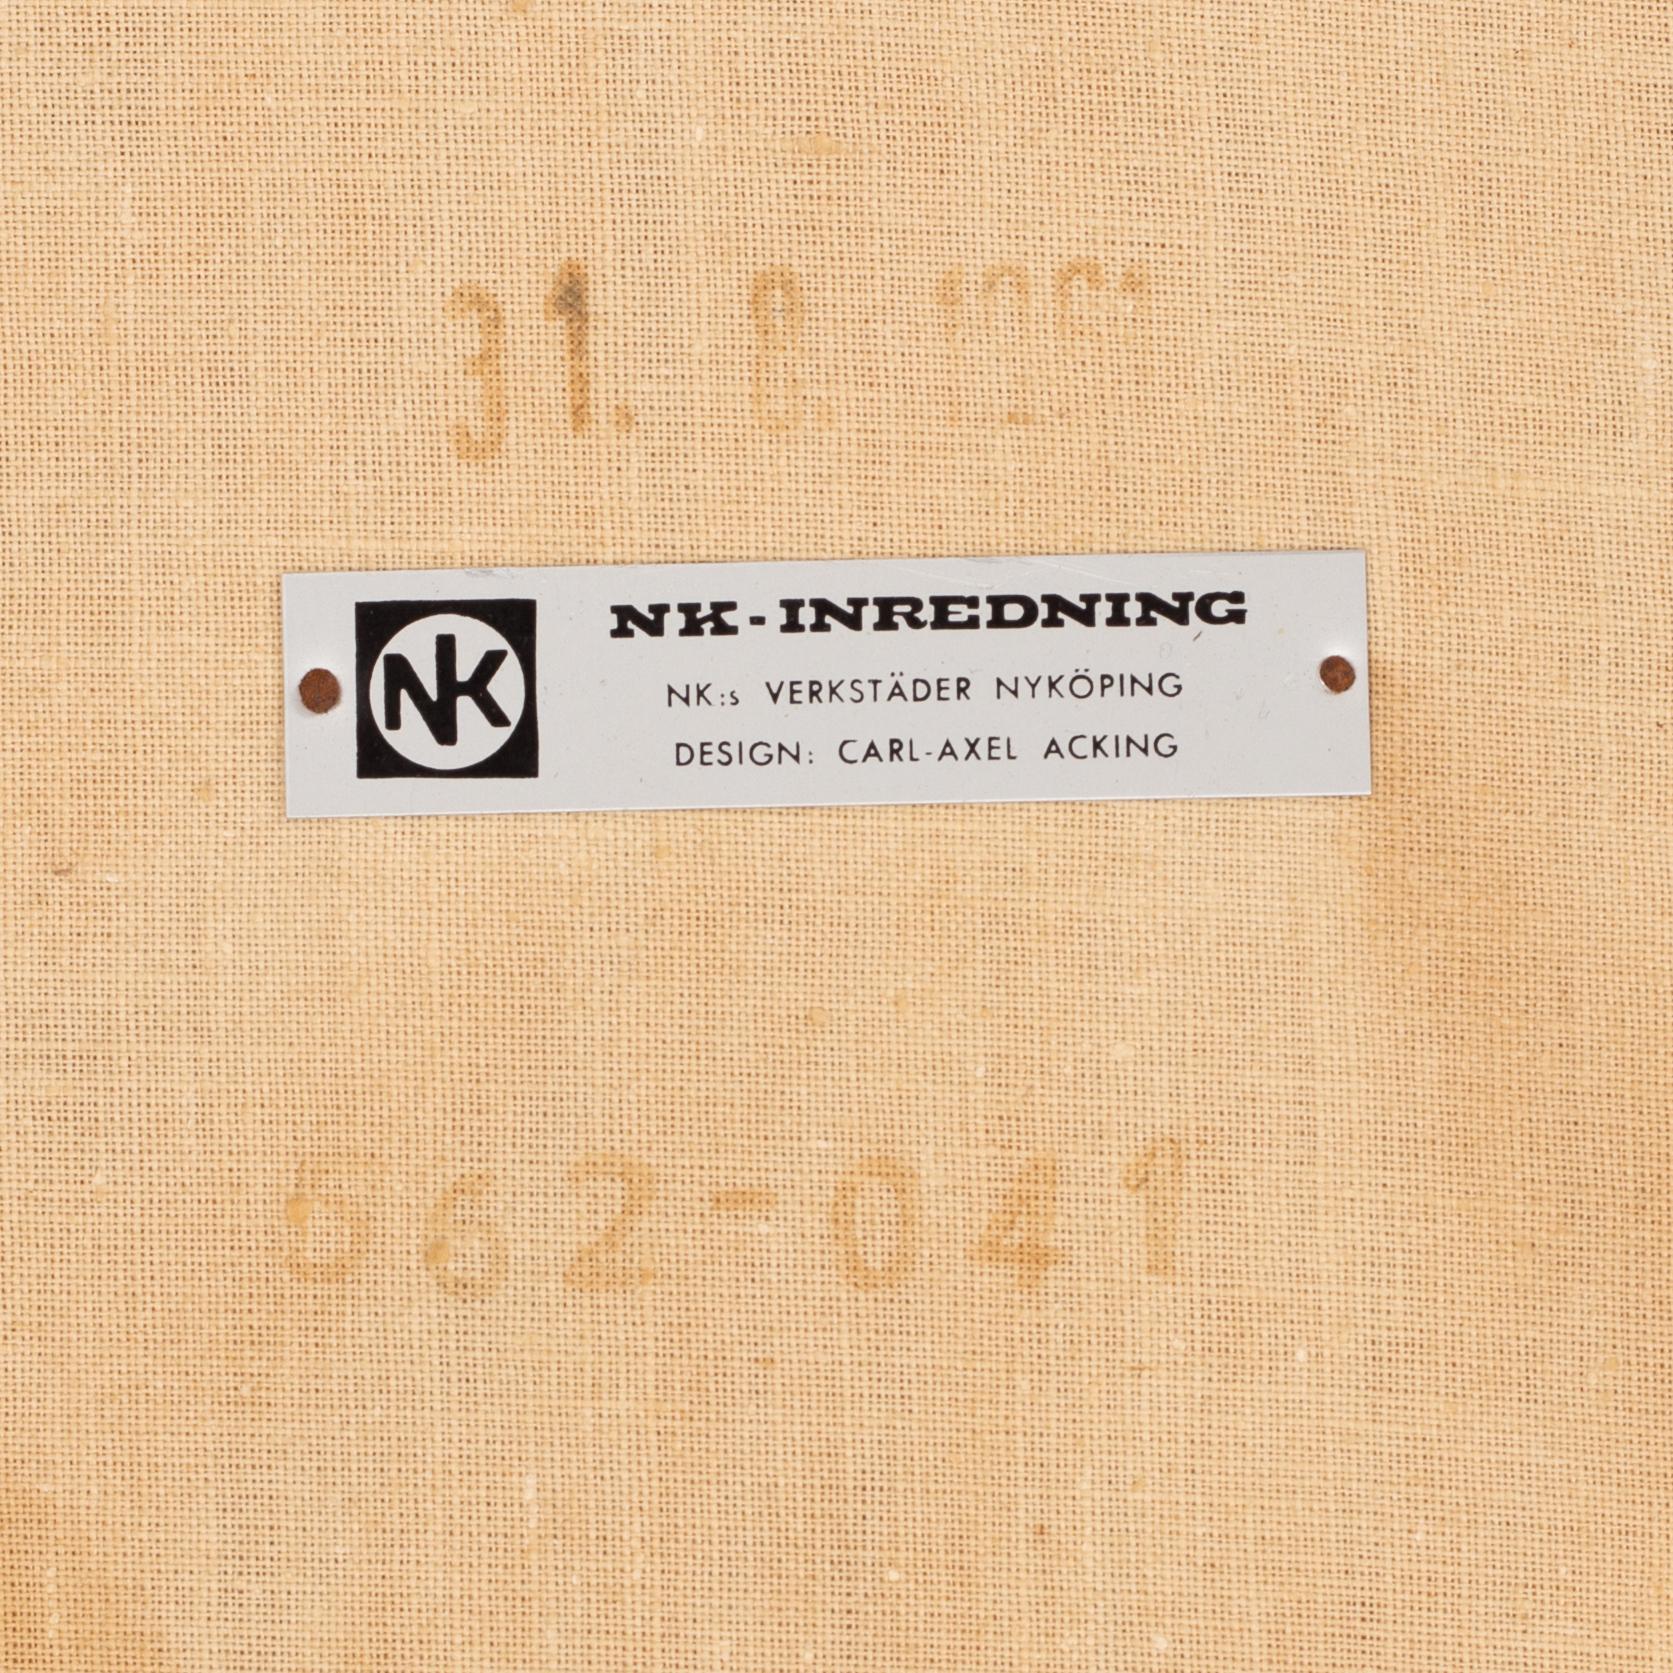 31. 8.
NK
NK-INREDNING
NK:s VERKSTÄDER NYKÖPING
DESIGN: CARL-AXEL ACKING
562-041